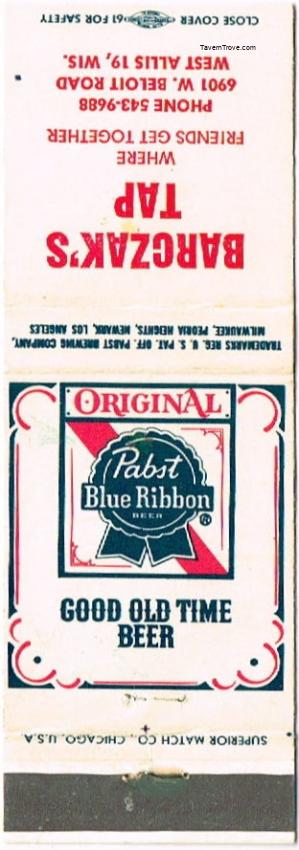 TavernTrove.com
CLOSE COVER 61 FOR SAFETY
BARCZAK'S
TAP
WHERE
FRIENDS GET TOGETHER
PHONE 543-9688
6901 W. BELOIT ROAD
WEST ALLIS 19, WIS.
TRADEMARKS REG. U. S. PAT. OFF. PABST BREWING COMPANY,
MILWAUKEE, PEORIA HEIGHTS, NEWARK, LOS ANGELES
ORIGINAL
Pabst
Blue Ribbon
BEER
®
GOOD OLD TIME
BEER
SUPERIOR MATCH CO., CHICAGO, U.S.A.